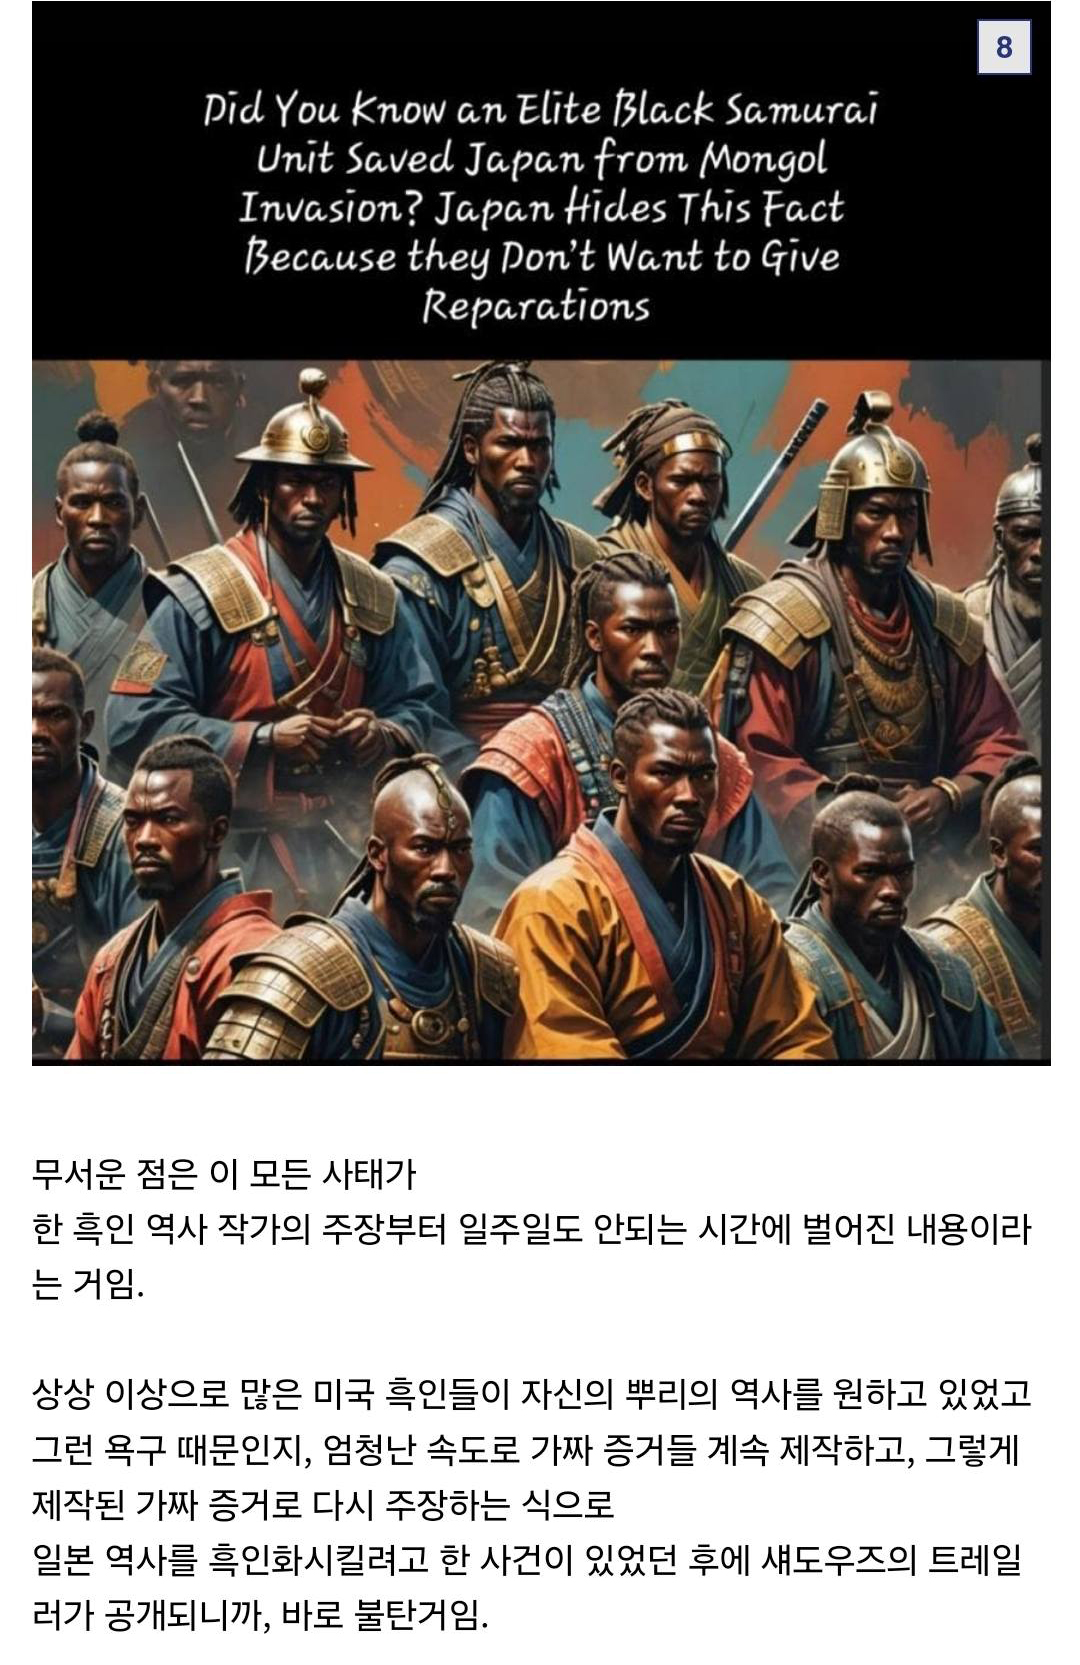 8
Did You Know an Elite Black Samurai
Unit Saved Japan from Mongol
Invasion? Japan Hides This Fact
Because they Don't Want to Give
Reparations
무서운 점은 이 모든 사태가
한 흑인 역사 작가의 주장부터 일주일도 안되는 시간에 벌어진 내용이라
는 거임.
상상 이상으로 많은 미국 흑인들이 자신의 뿌리의 역사를 원하고 있었고
그런 욕구 때문인지, 엄청난 속도로 가짜 증거들 계속 제작하고, 그렇게
제작된 가짜 증거로 다시 주장하는 식으로
일본 역사를 흑인화시킬려고 한 사건이 있었던 후에 섀도우즈의 트레일
러가 공개되니까, 바로 불탄거임.